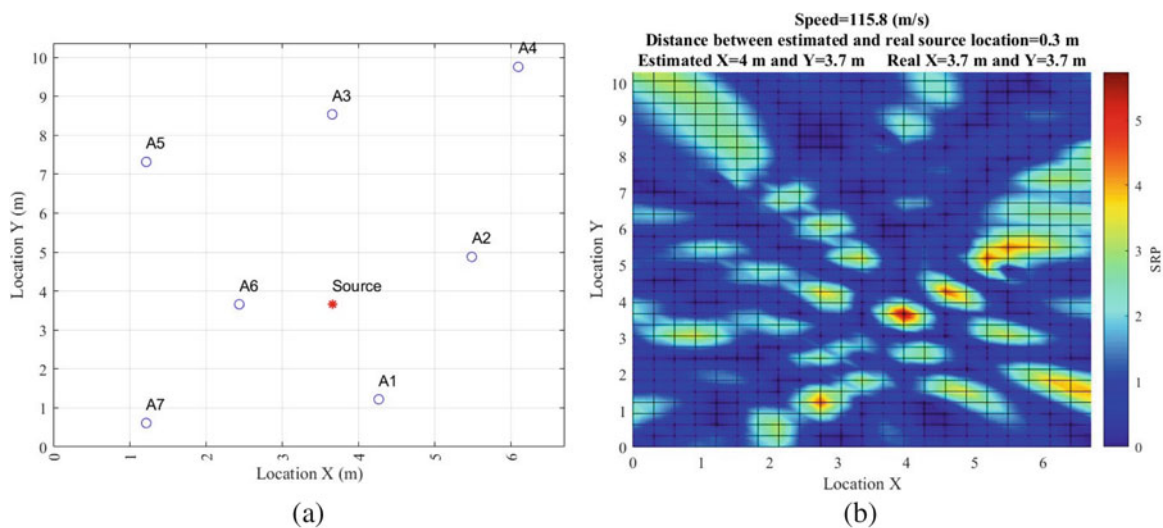 10
9
8
7
6
5
4
3
2
1
0
Location Y (m)
A4
A3
A5
A2
A6
Source
A1
A7
0 1 2 3 4 5 6
Location X (m)
(a)
Speed=115.8 (m/s)
Distance between estimated and real source location=0.3 m
Estimated X=4 m and Y=3.7 m Real X=3.7 m and Y=3.7 m
10
9
8
7
6
5
4
3
2
1
0
Location Y
0 1 2 3 4 5 6
Location X
5
4
3
2
1
0
SRP
(b)